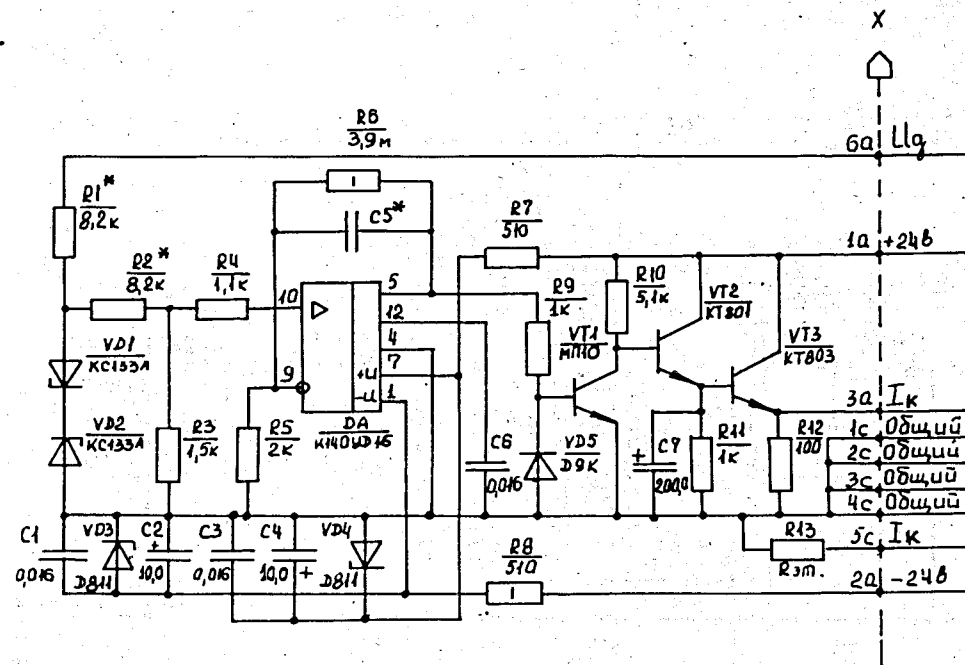 X
R6
3,9м
6а Uд
R1*
8,2к
C5*
R7
510
1а +24в
R2*
8,2к
R4
1,1к
10
5
R9
1к
R10
5,1к
VT2
КТ801
12
VD1
КС133А
4
VT1
МП10
VT3
КТ803
9
+U
7
-U
1
3а Iк
VD2
КС133А
R3
1,5к
R5
2к
DA
К140УД1Б
C6
0,016
VD5
Д9К
+
C7
200,0
R11
1к
R12
100
1с Общий
2с Общий
3с Общий
4с Общий
C1
0,016
VD3
Д811
C2
+
10,0
C3
0,016
C4
10,0 +
VD4
Д811
R8
510
R13
Rэт.
5с Iк
2а -24в